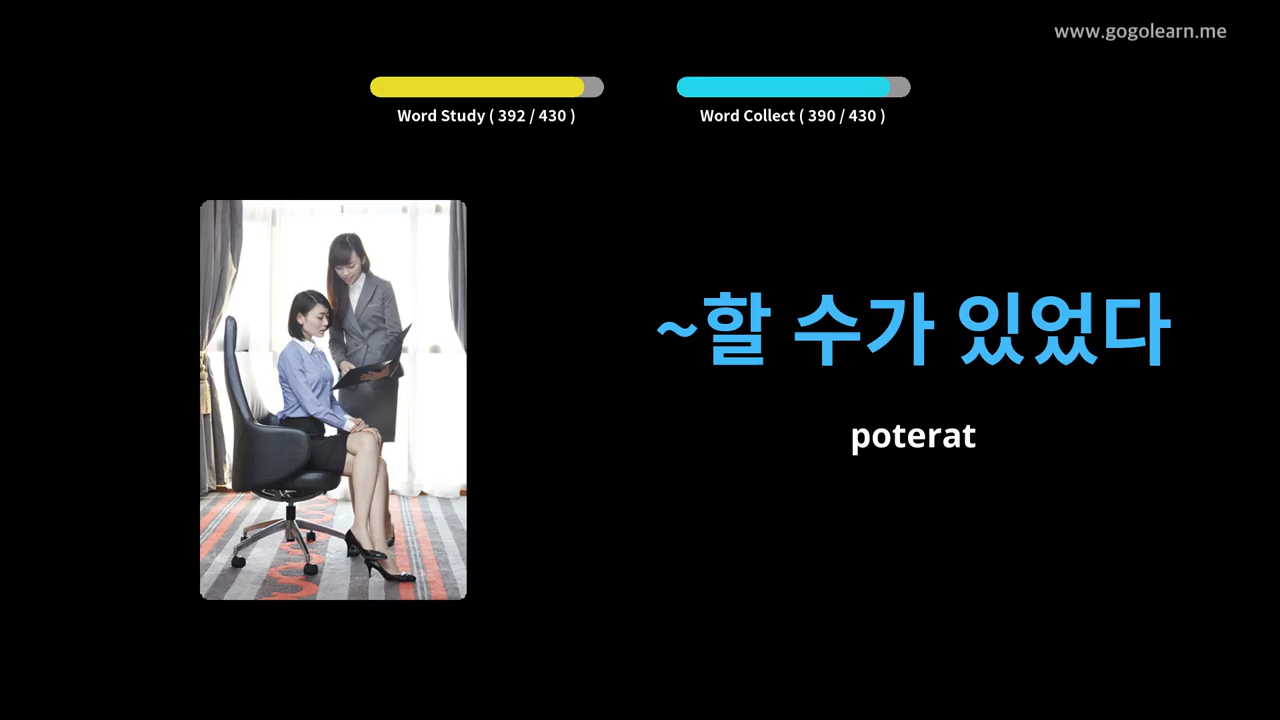 www.gogolearn.me
Word Study ( 392 / 430 )
Word Collect ( 390 / 430 )
~할 수가 있었다
poterat